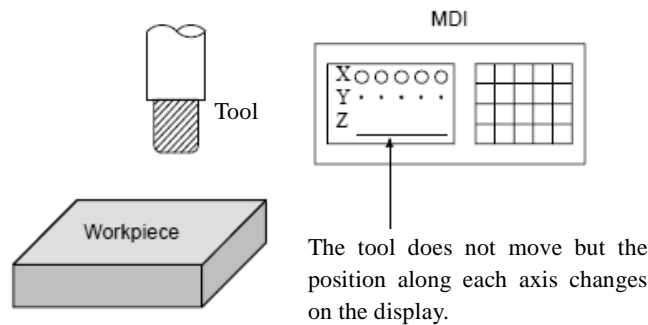 MDI
X○○○○○
Y · · · · ·
Z
Tool
Workpiece
The tool does not move but the
position along each axis changes
on the display.